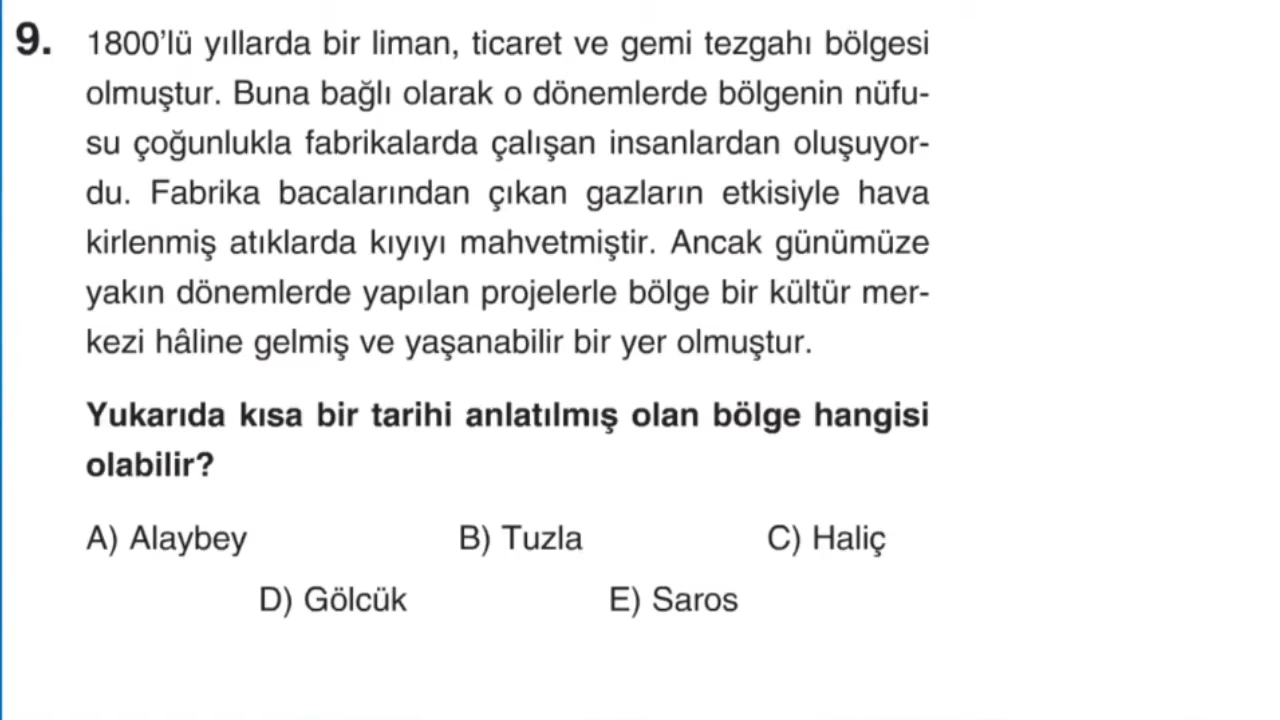 9. 1800'lü yıllarda bir liman, ticaret ve gemi tezgahı bölgesi
olmuştur. Buna bağlı olarak o dönemlerde bölgenin nüfu-
su çoğunlukla fabrikalarda çalışan insanlardan oluşuyor-
du. Fabrika bacalarından çıkan gazların etkisiyle hava
kirlenmiş atıklarda kıyıyı mahvetmiştir. Ancak günümüze
yakın dönemlerde yapılan projelerle bölge bir kültür mer-
kezi hâline gelmiş ve yaşanabilir bir yer olmuştur.
Yukarıda kısa bir tarihi anlatılmış olan bölge hangisi
olabilir?
A) Alaybey B) Tuzla C) Haliç
D) Gölcük E) Saros